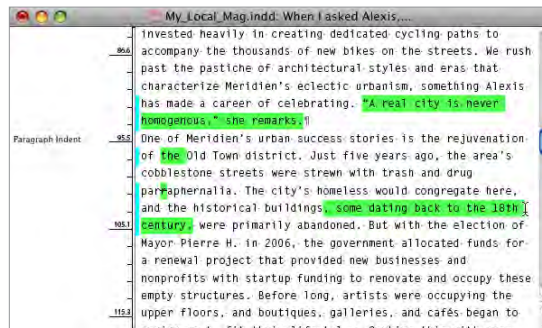 My_Local_Mag.indd: When I asked Alexis,...
invested heavily in creating dedicated cycling paths to
86.6 accompany the thousands of new bikes on the streets. We rush
past the pastiche of architectural styles and eras that
characterize Meridien's eclectic urbanism, something Alexis
has made a career of celebrating. “A real city is never
homogenous,” she remarks.¶
Paragraph Indent 95.5 One of Meridien's urban success stories is the rejuvenation
of the Old Town district. Just five years ago, the area's
cobblestone streets were strewn with trash and drug
parraphernalia. The city's homeless would congregate here,
and the historical buildings, some dating back to the 18th
105.1 century, were primarily abandoned. But with the election of
Mayor Pierre H. in 2006, the government allocated funds for
a renewal project that provided new businesses and
nonprofits with startup funding to renovate and occupy these
empty structures. Before long, artists were occupying the
115.3 upper floors, and boutiques, galleries, and cafés began to